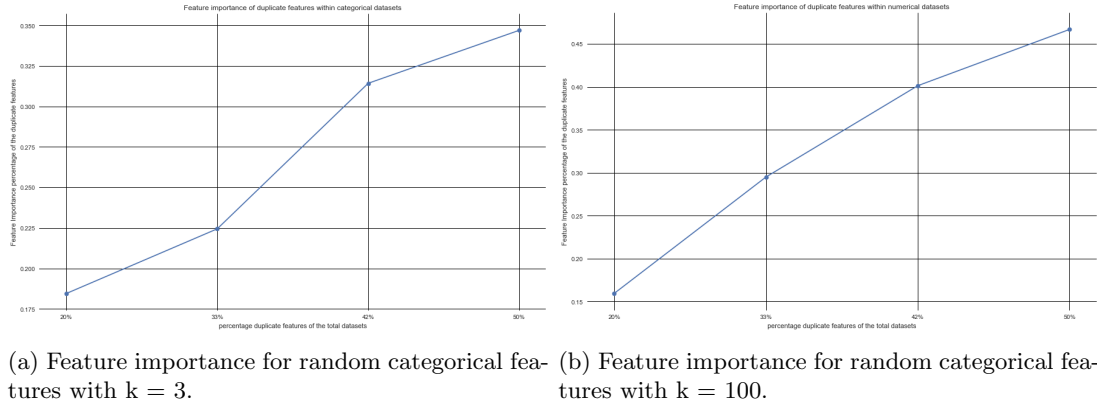 Feature importance of duplicate features within categorical datasets
Feature Importance percentage of the duplicate features
0.350
0.325
0.300
0.275
0.250
0.225
0.200
0.175
20%
33%
42%
50%
percentage duplicate features of the total datasets
(a) Feature importance for random categorical fea-
tures with k = 3.
Feature importance of duplicate features within numerical datasets
Feature Importance percentage of the duplicate features
0.45
0.40
0.35
0.30
0.25
0.20
0.15
20%
33%
42%
50%
percentage duplicate features of the total datasets
(b) Feature importance for random categorical fea-
tures with k = 100.